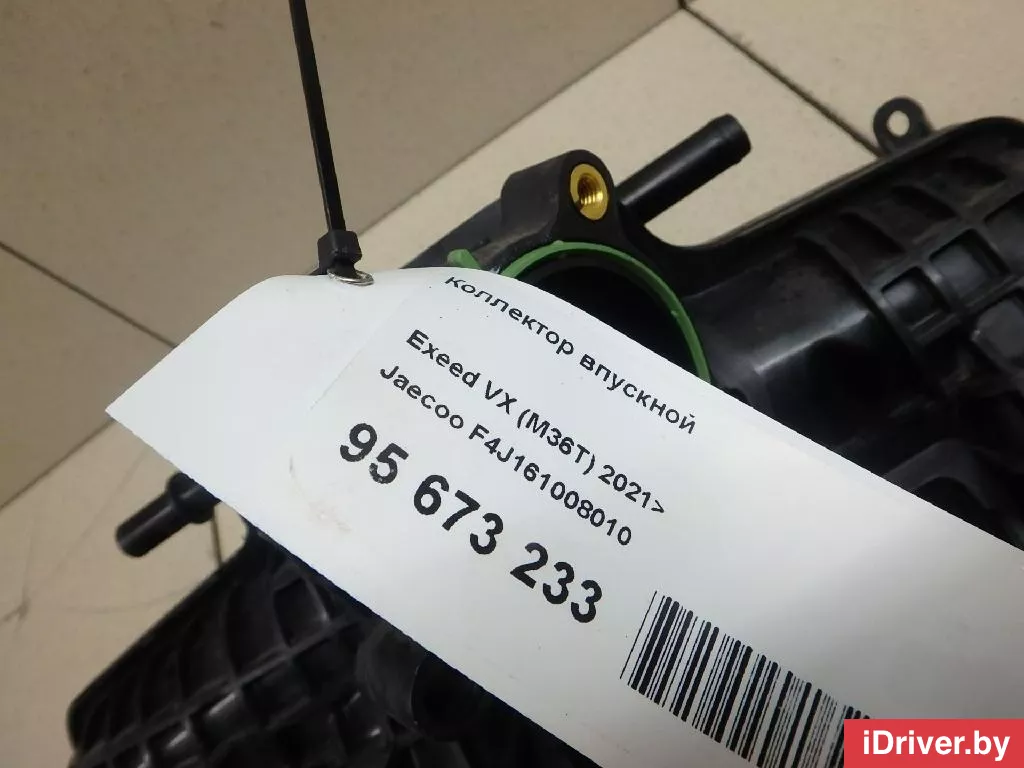 коллектор впускной
Exeed VX (M36T) 2021>
Jaecoo F4J161008010
95 673 233
iDriver.by